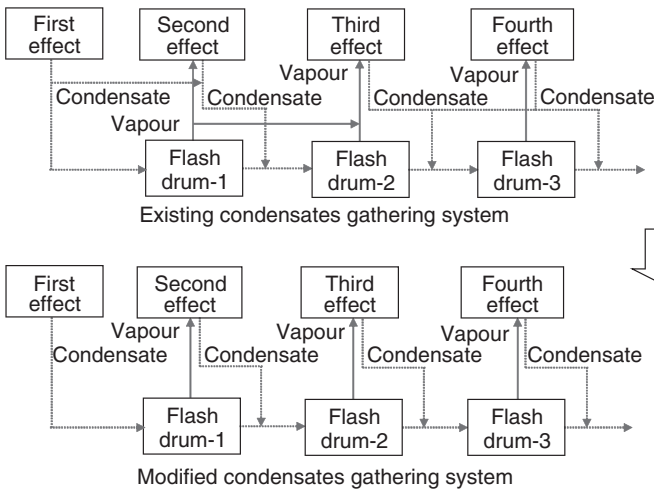 First
effect
Second
effect
Third
effect
Fourth
effect
Vapour
Vapour
Condensate
Condensate
Condensate
Condensate
Vapour
Flash
drum-1
Flash
drum-2
Flash
drum-3
Existing condensates gathering system
First
effect
Second
effect
Third
effect
Fourth
effect
Vapour
Vapour
Vapour
Condensate
Condensate
Condensate
Condensate
Flash
drum-1
Flash
drum-2
Flash
drum-3
Modified condensates gathering system